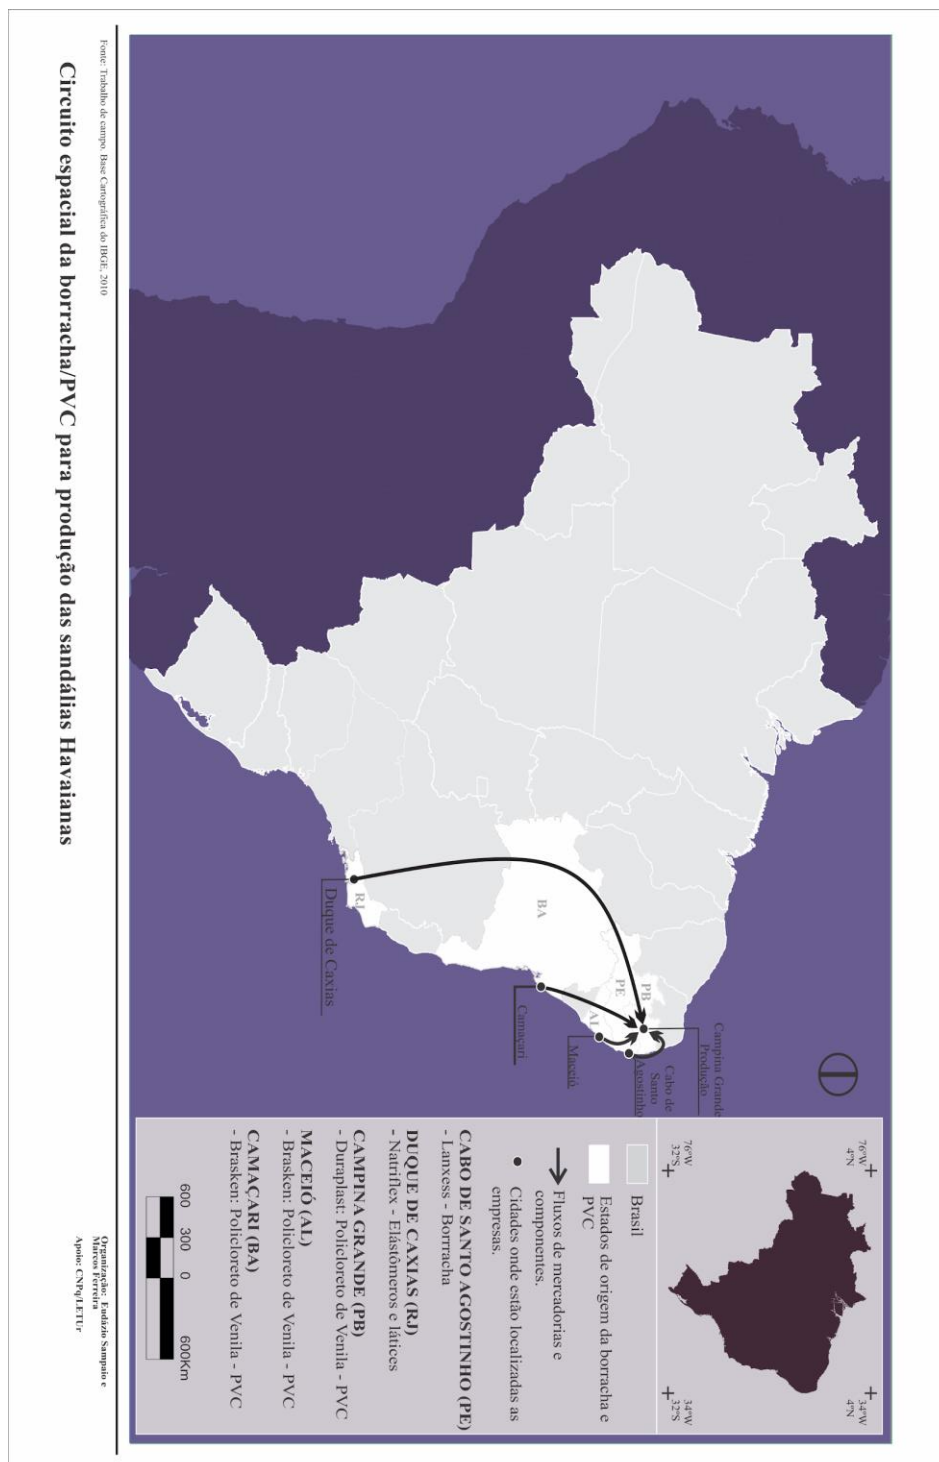 Circuito espacial da borracha/PVC para produção das sandálias Havaianas
Fonte: Trabalho de campo. Base Cartográfica do IBGE, 2010
Campina Grande
Produção
Cabo de
Santo
Agostinho
Maceió
Camaçari
Duque de Caxias
PB
PE
AL
BA
RJ
76°W
4°N
34°W
4°N
76°W
32°S
34°W
32°S
Brasil
Estados de origem da borracha e
PVC
Fluxos de mercadorias e
componentes.
Cidades onde estão localizadas as
empresas.
CABO DE SANTO AGOSTINHO (PE)
- Lanxess - Borracha
DUQUE DE CAXIAS (RJ)
- Natriflex - Elástômeros e látices
CAMPINA GRANDE (PB)
- Duraplast: Policloreto de Venila - PVC
MACEIÓ (AL)
- Brasken: Policloreto de Venila - PVC
CAMAÇARI (BA)
- Brasken: Policloreto de Venila - PVC
600 300 0 600Km
Organização: Eudázio Sampaio e
Marcos Ferreira
Apoio: CNPq/LETUr